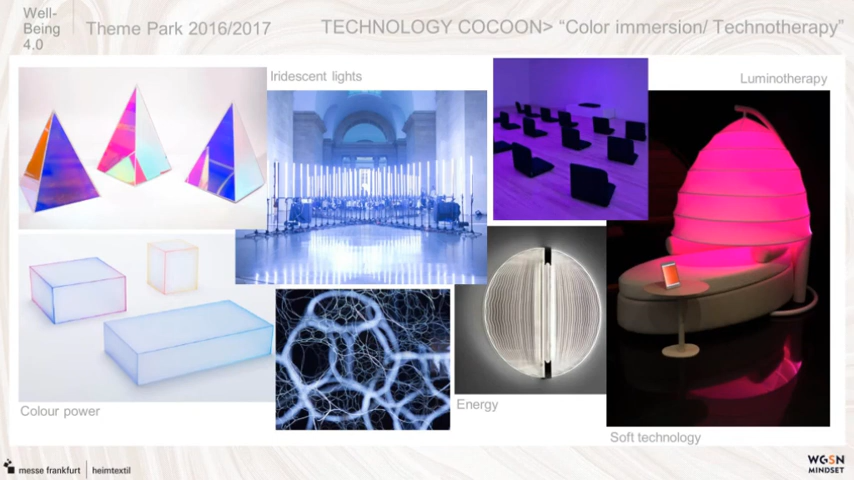 Well-
Being
4,0
Theme Park 2016/2017
TECHNOLOGY COCOON> “Color immersion/ Technotherapy”
Iridescent lights
Luminotherapy
Colour power
Energy
Soft technology
messe frankfurt
heimtextil
WGSN
MINDSET